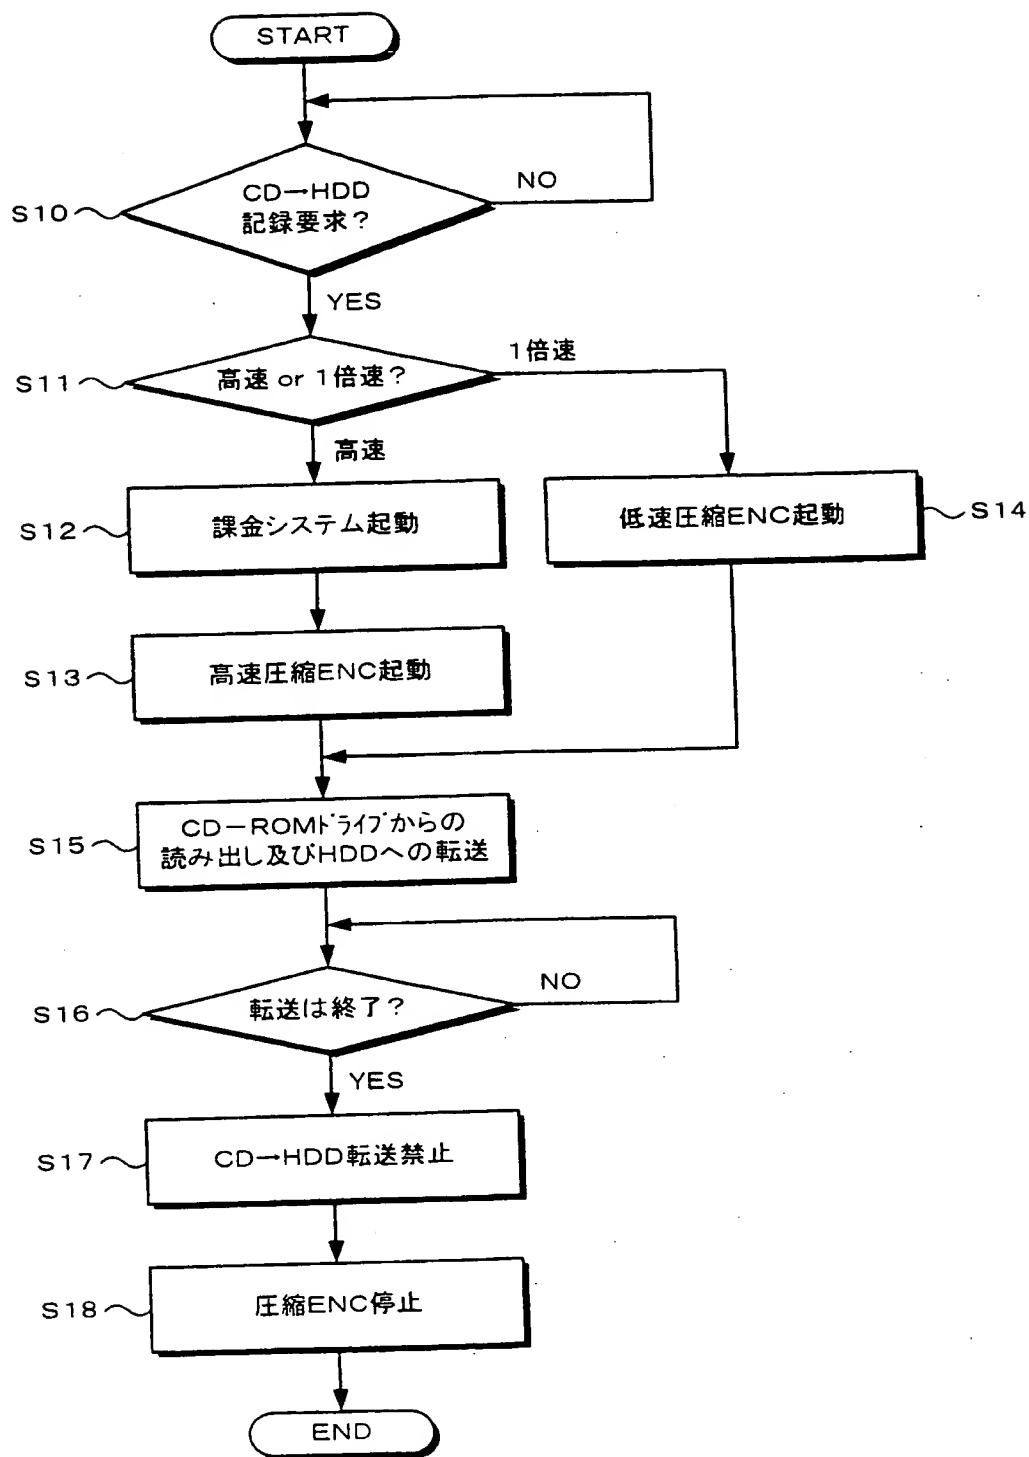 START
CD→HDD
記録要求?
S10
NO
YES
S11
高速 or 1倍速?
1倍速
高速
S12
課金システム起動
低速圧縮ENC起動
S14
S13
高速圧縮ENC起動
S15
CD-ROMﾄﾞﾗｲﾌﾞからの
読み出し及びHDDへの転送
S16
転送は終了?
NO
YES
S17
CD→HDD転送禁止
S18
圧縮ENC停止
END